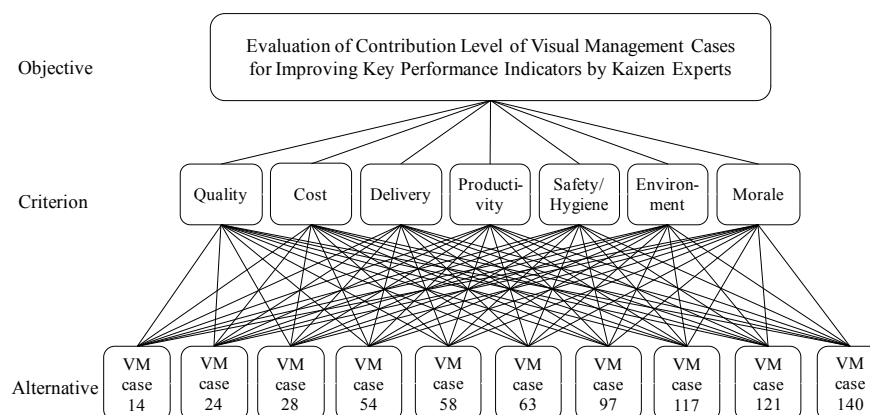 Evaluation of Contribution Level of Visual Management Cases
for Improving Key Performance Indicators by Kaizen Experts
Objective
Criterion
Quality
Cost
Delivery
Producti-
vity
Safety/
Hygiene
Environ-
ment
Morale
Alternative
VM
case
14
VM
case
24
VM
case
28
VM
case
54
VM
case
58
VM
case
63
VM
case
97
VM
case
117
VM
case
121
VM
case
140